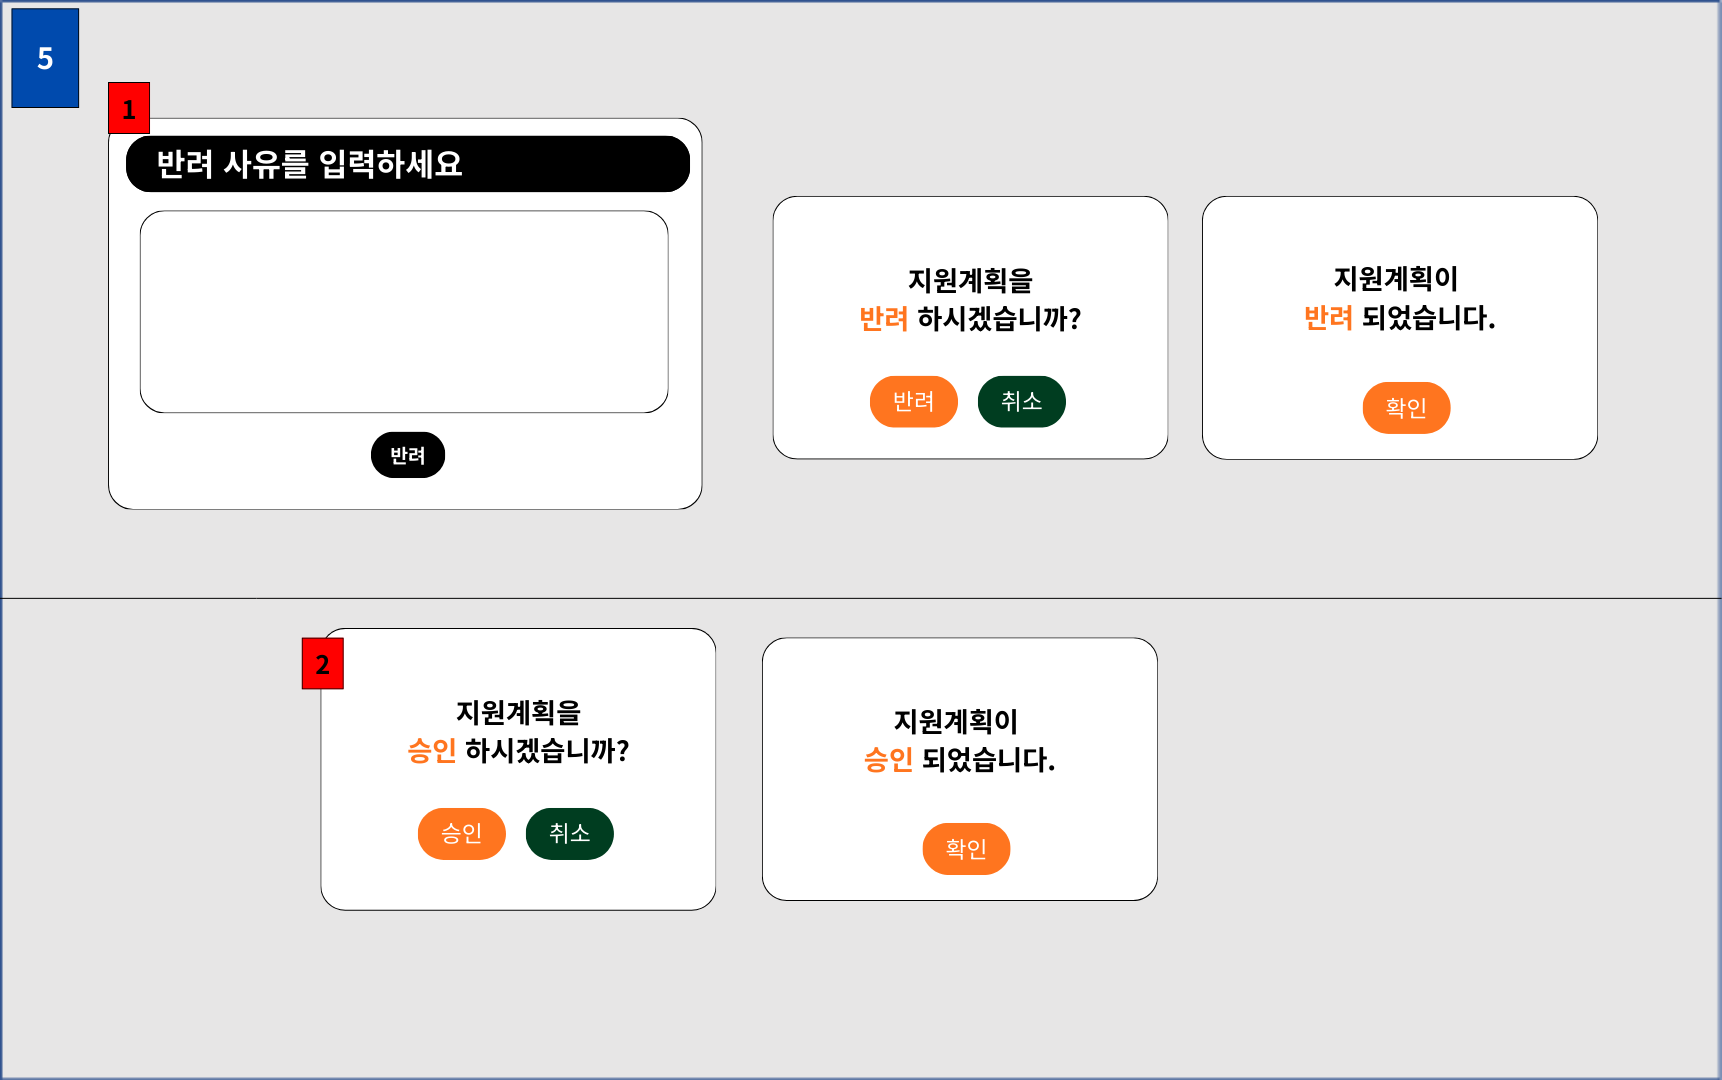 5
1
반려 사유를 입력하세요
반려
지원계획을
반려 하시겠습니까?
반려 취소
지원계획이
반려 되었습니다.
확인
2
지원계획을
승인 하시겠습니까?
승인 취소
지원계획이
승인 되었습니다.
확인